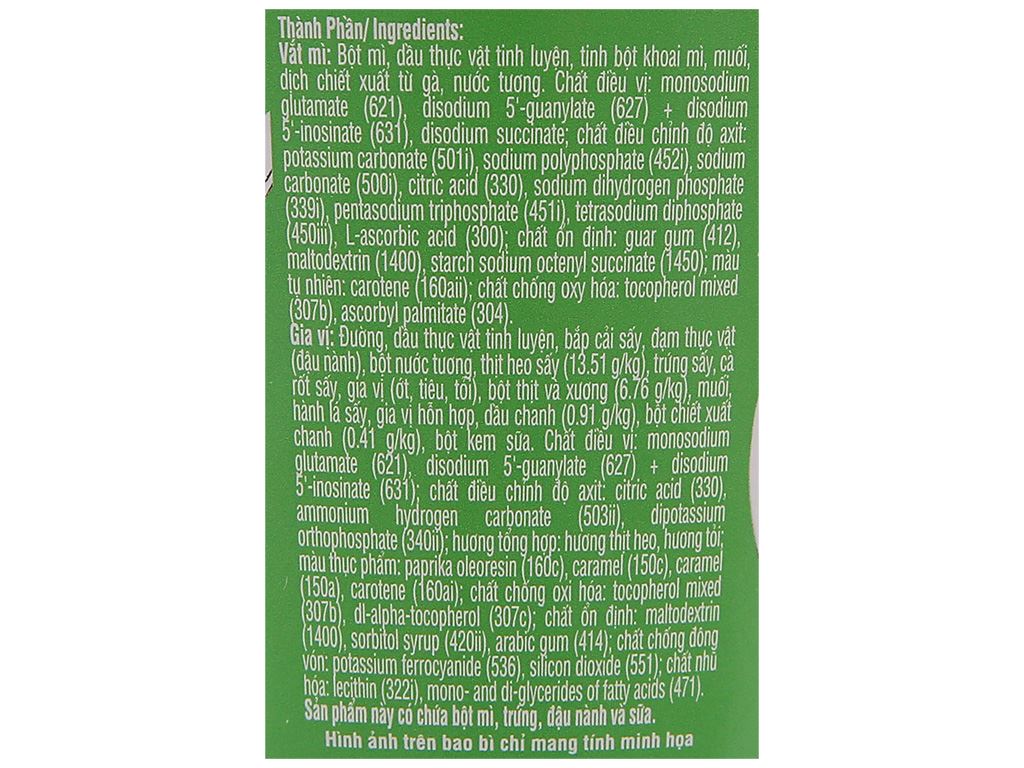 Thành Phần/ Ingredients:
Vắt mì: Bột mì, dầu thực vật tinh luyện, tinh bột khoai mì, muối,
dịch chiết xuất từ gà, nước tương. Chất điều vị: monosodium
glutamate (621), disodium 5'-guanylate (627) + disodium
5'-inosinate (631), disodium succinate; chất điều chỉnh độ axit:
potassium carbonate (501i), sodium polyphosphate (452i), sodium
carbonate (500i), citric acid (330), sodium dihydrogen phosphate
(339i), pentasodium triphosphate (451i), tetrasodium diphosphate
(450iii), L-ascorbic acid (300); chất ổn định: guar gum (412),
maltodextrin (1400), starch sodium octenyl succinate (1450); màu
tự nhiên: carotene (160aii); chất chống oxy hóa: tocopherol mixed
(307b), ascorbyl palmitate (304).
Gia vị: Đường, dầu thực vật tinh luyện, bắp cải sấy, đạm thực vật
(đậu nành), bột nước tương, thịt heo sấy (13.51 g/kg), trứng sấy, cà
rốt sấy, gia vị (ớt, tiêu, tỏi), bột thịt và xương (6.76 g/kg), muối,
hành lá sấy, gia vị hỗn hợp, dầu chanh (0.91 g/kg), bột chiết xuất
chanh (0.41 g/kg), bột kem sữa. Chất điều vị: monosodium
glutamate (621), disodium 5'-guanylate (627) + disodium
5'-inosinate (631); chất điều chỉnh độ axit: citric acid (330),
ammonium hydrogen carbonate (503ii), dipotassium
orthophosphate (340ii); hương tổng hợp: hương thịt heo, hương tỏi;
màu thực phẩm: paprika oleoresin (160c), caramel (150c), caramel
(150a), carotene (160ai); chất chống oxi hóa: tocopherol mixed
(307b), dl-alpha-tocopherol (307c); chất ổn định: maltodextrin
(1400), sorbitol syrup (420ii), arabic gum (414); chất chống đông
vón: potassium ferrocyanide (536), silicon dioxide (551); chất nhũ
hóa: lecithin (322i), mono- and di-glycerides of fatty acids (471).
Sản phẩm này có chứa bột mì, trứng, đậu nành và sữa.
Hình ảnh trên bao bì chỉ mang tính minh họa